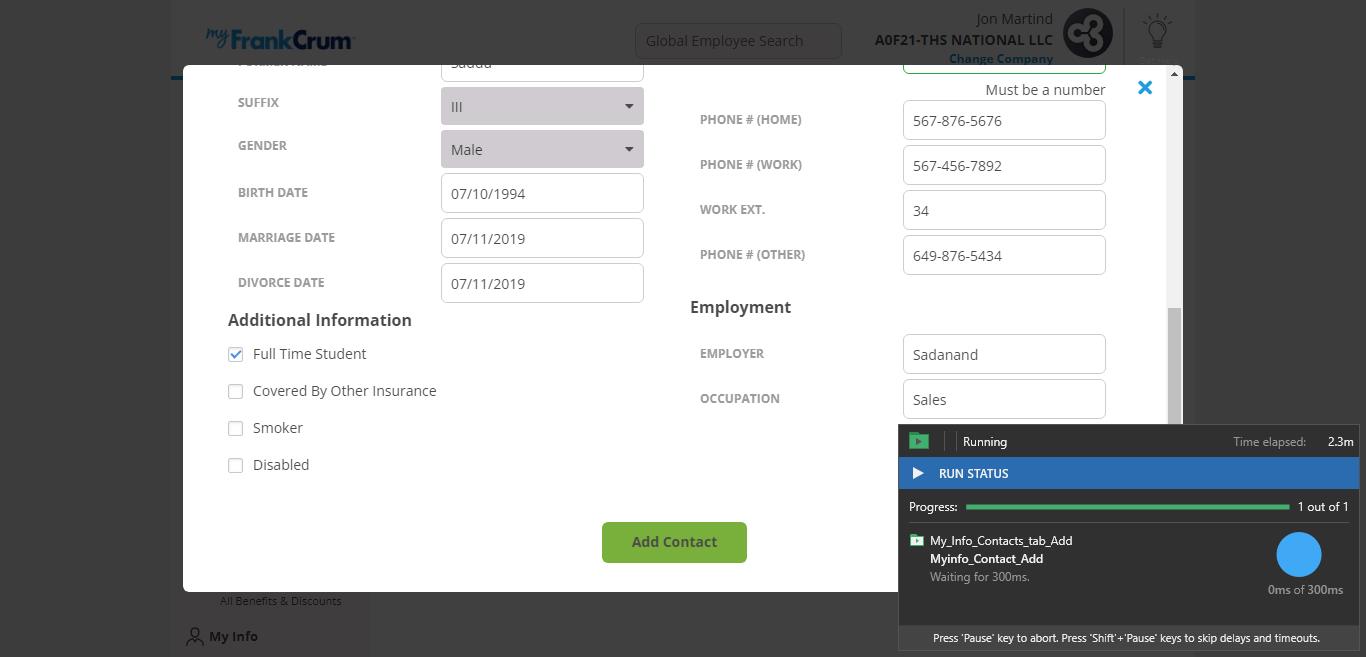 myFrankCrum
Global Employee Search
Jon Martind
A0F21-THS NATIONAL LLC
Change Company
SUFFIX
III
GENDER
Male
BIRTH DATE
07/10/1994
MARRIAGE DATE
07/11/2019
DIVORCE DATE
07/11/2019
Additional Information
Full Time Student
Covered By Other Insurance
Smoker
Disabled
Must be a number
PHONE # (HOME)
567-876-5676
PHONE # (WORK)
567-456-7892
WORK EXT.
34
PHONE # (OTHER)
649-876-5434
Employment
EMPLOYER
Sadanand
OCCUPATION
Sales
Add Contact
All Benefits & Discounts
My Info
Running
Time elapsed: 2.3m
RUN STATUS
Progress: 1 out of 1
My_Info_Contacts_tab_Add
Myinfo_Contact_Add
Waiting for 300ms.
0ms of 300ms
Press 'Pause' key to abort. Press 'Shift'+'Pause' keys to skip delays and timeouts.